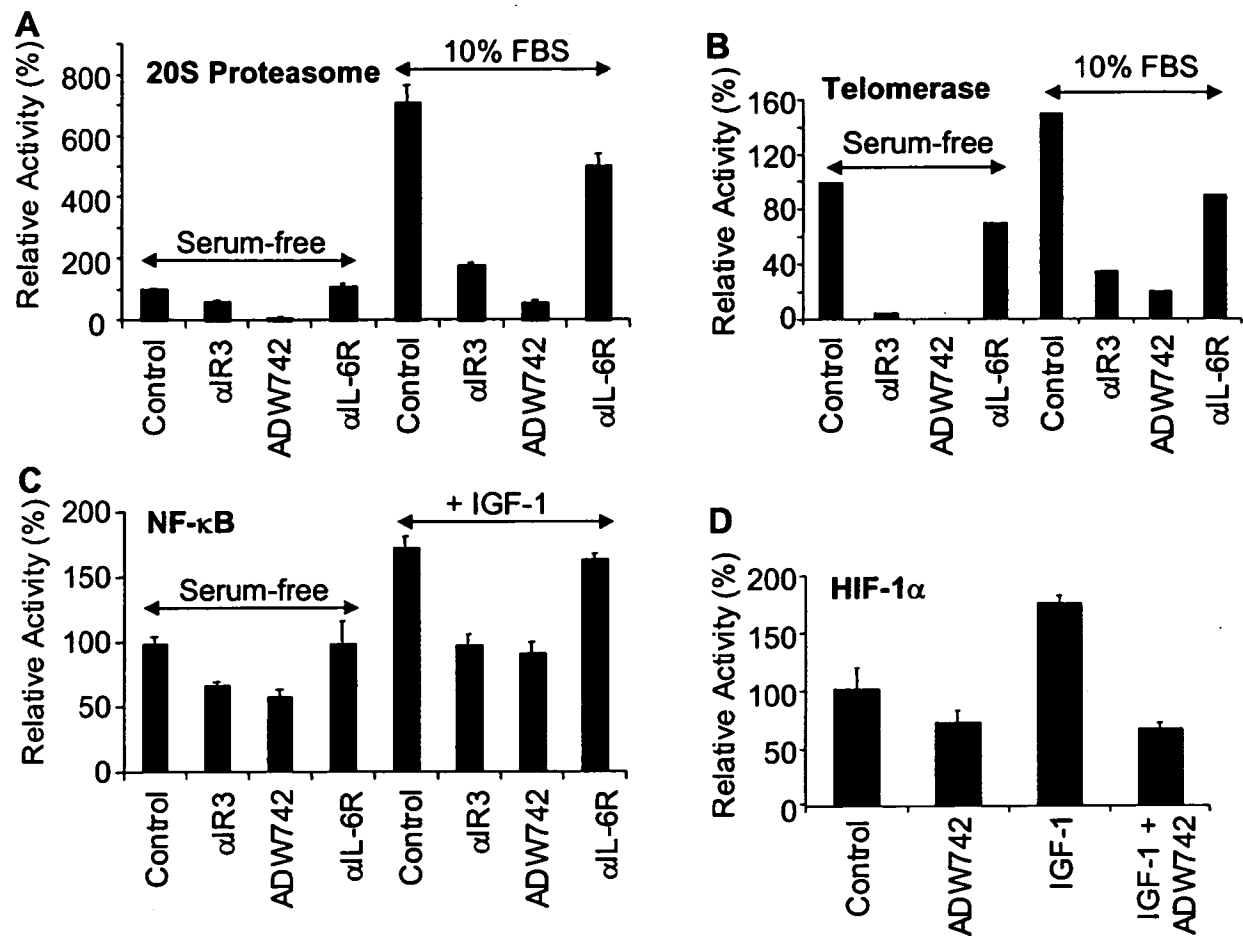 A
20S Proteasome
10% FBS
Serum-free
Relative Activity (%)
800
600
400
200
0
Control
αIR3
ADW742
αIL-6R
Control
αIR3
ADW742
αIL-6R
B
Telomerase
10% FBS
Serum-free
Relative Activity (%)
160
120
80
40
0
Control
αIR3
ADW742
αIL-6R
Control
αIR3
ADW742
αIL-6R
C
NF-κB
+ IGF-1
Serum-free
Relative Activity (%)
200
150
100
50
0
Control
αIR3
ADW742
αIL-6R
Control
αIR3
ADW742
αIL-6R
D
HIF-1α
Relative Activity (%)
200
150
100
50
0
Control
ADW742
IGF-1
IGF-1 +
ADW742